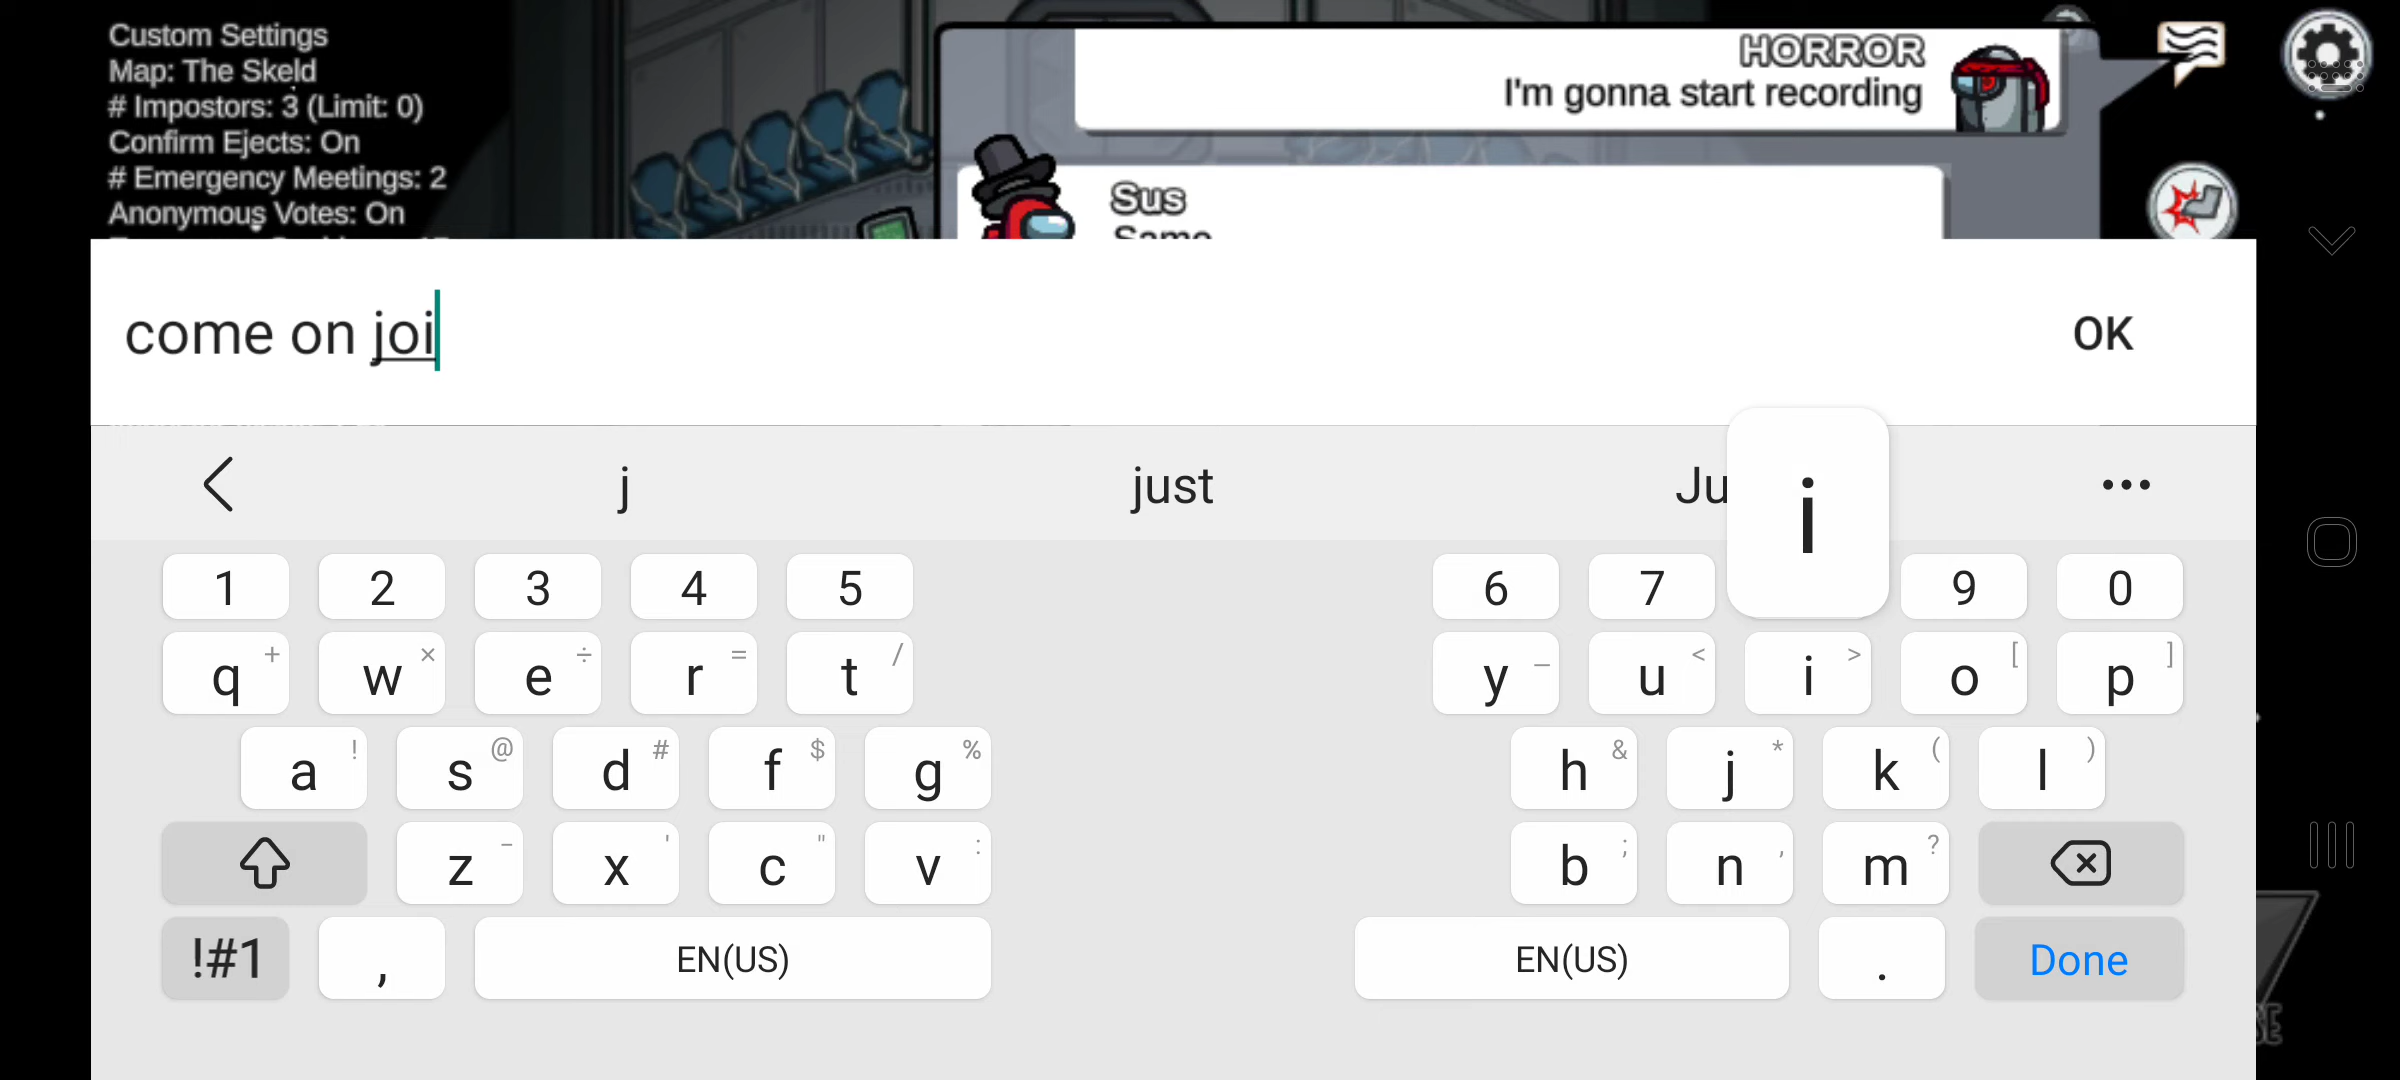 Custom Settings
Map: The Skeld
# Impostors: 3 (Limit: 0)
Confirm Ejects: On
# Emergency Meetings: 2
Anonymous Votes: On
HORROR
I'm gonna start recording
Sus
Same
come on joi
OK
j just Ju
i
•••
1 2 3 4 5 6 7 9 0
q + w × e ÷ r = t / y _ u < i > o [ p ]
a ! s @ d # f $ g % h & j * k ( l )
z - x ' c " v : b ; n , m ?
!#1 , EN(US) EN(US) . Done